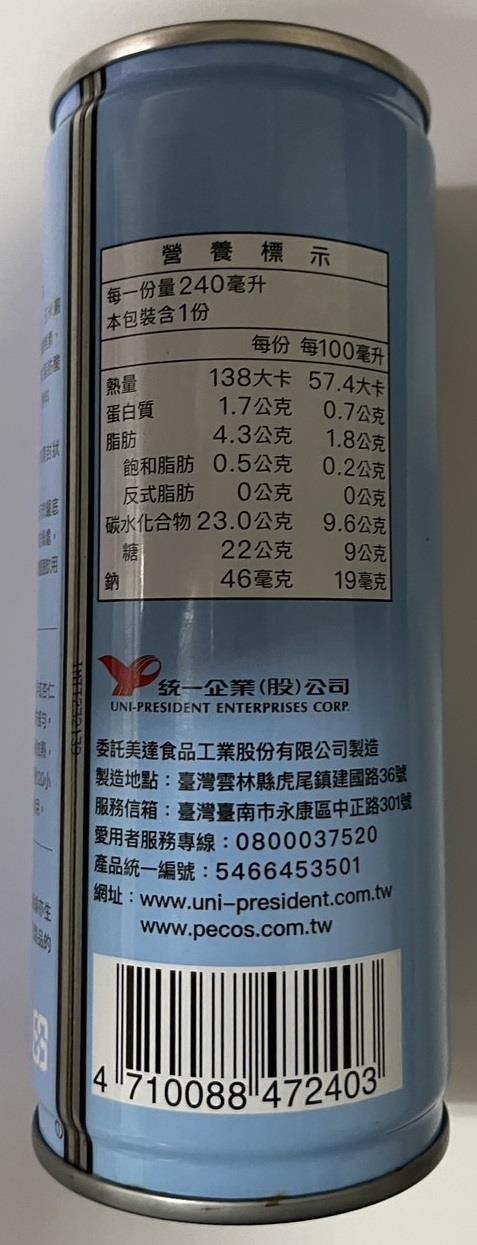 營養標示
每一份量240毫升
本包裝含1份
每份 每100毫升
熱量 138大卡 57.4大卡
蛋白質 1.7公克 0.7公克
脂肪 4.3公克 1.8公克
飽和脂肪 0.5公克 0.2公克
反式脂肪 0公克 0公克
碳水化合物 23.0公克 9.6公克
糖 22公克 9公克
鈉 46毫克 19毫克
統一企業(股)公司
UNI-PRESIDENT ENTERPRISES CORP.
委託美達食品工業股份有限公司製造
製造地點：臺灣雲林縣虎尾鎮建國路36號
服務信箱：臺灣臺南市永康區中正路301號
愛用者服務專線：0800037520
產品統一編號：5466453501
網址：www.uni-president.com.tw
www.pecos.com.tw
4 710088 472403